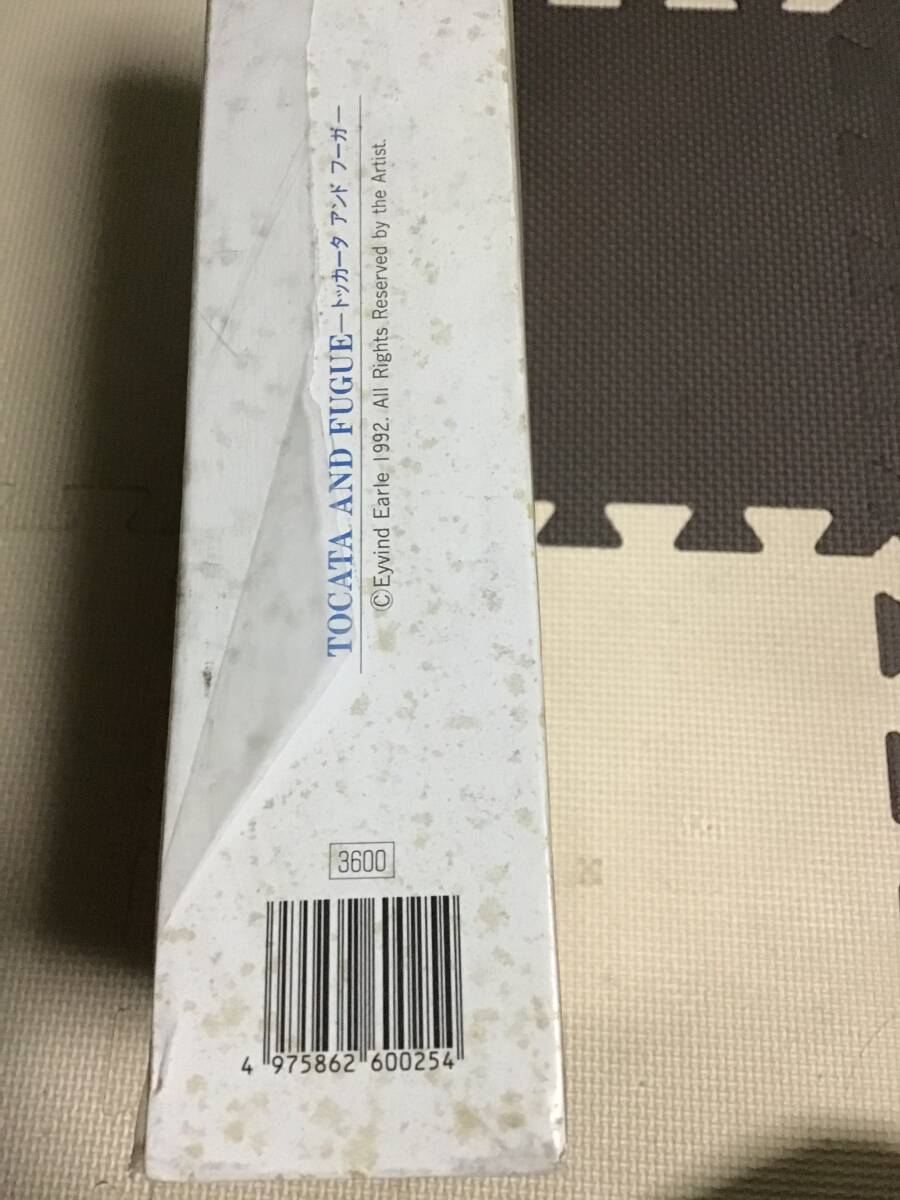 TOCATA AND FUGUE—トッカータ アンド フーガー
©Eyvind Earle 1992. All Rights Reserved by the Artist.
3600
4 975862 600254